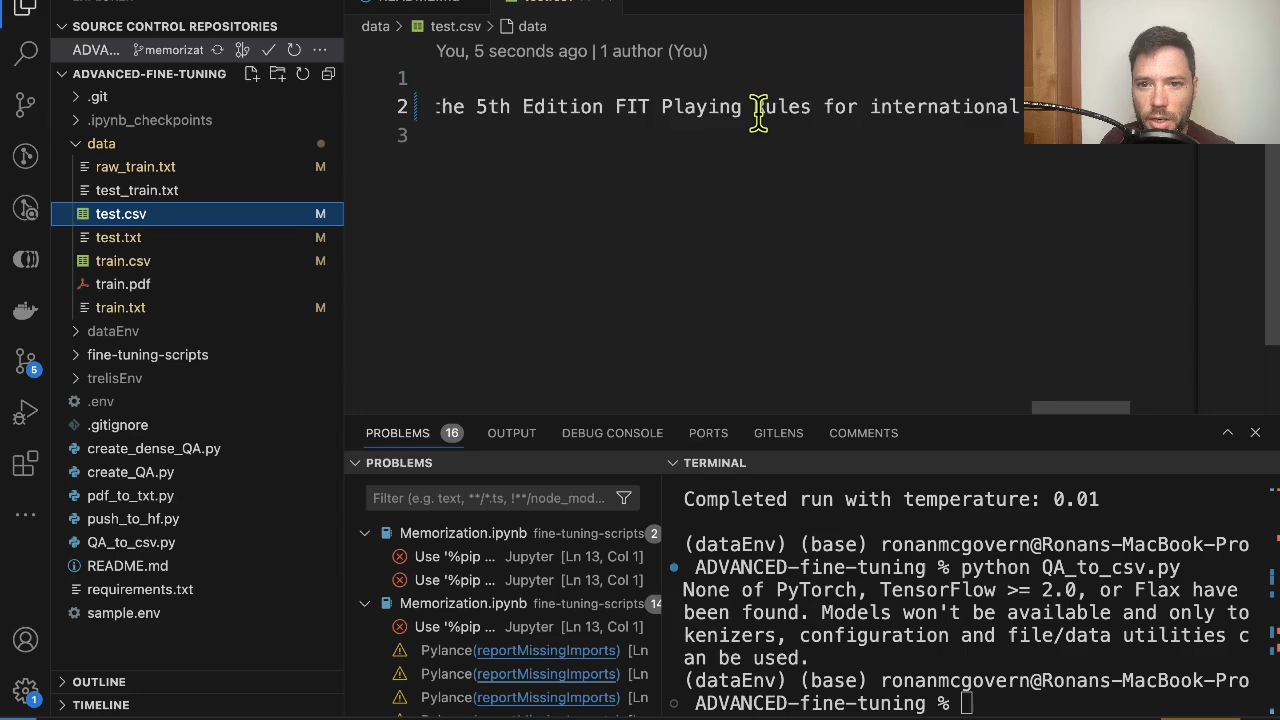 SOURCE CONTROL REPOSITORIES
ADVA... memorizat
ADVANCED-FINE-TUNING
.git
.ipynb_checkpoints
data
raw_train.txt M
test_train.txt
test.csv M
test.txt M
train.csv M
train.pdf
train.txt M
dataEnv
fine-tuning-scripts
trelisEnv
.env
.gitignore
create_dense_QA.py
create_QA.py
pdf_to_txt.py
push_to_hf.py
QA_to_csv.py
README.md
requirements.txt
sample.env
OUTLINE
TIMELINE
5
1
data > test.csv > data
You, 5 seconds ago | 1 author (You)
1
2 the 5th Edition FIT Playing Rules for international
3
PROBLEMS 16 OUTPUT DEBUG CONSOLE PORTS GITLENS COMMENTS
PROBLEMS
Filter (e.g. text, **/*.ts, !**/node_mod...
Memorization.ipynb fine-tuning-scripts 2
Use '%pip ... Jupyter [Ln 13, Col 1]
Use '%pip ... Jupyter [Ln 13, Col 1]
Memorization.ipynb fine-tuning-scripts 14
Use '%pip ... Jupyter [Ln 13, Col 1]
Pylance(reportMissingImports) [Ln
Pylance(reportMissingImports) [Ln
Pylance(reportMissingImports) [Ln
TERMINAL
Completed run with temperature: 0.01
(dataEnv) (base) ronanmcgovern@Ronans-MacBook-Pro
ADVANCED-fine-tuning % python QA_to_csv.py
None of PyTorch, TensorFlow >= 2.0, or Flax have
been found. Models won't be available and only to
kenizers, configuration and file/data utilities c
an be used.
(dataEnv) (base) ronanmcgovern@Ronans-MacBook-Pro
ADVANCED-fine-tuning %